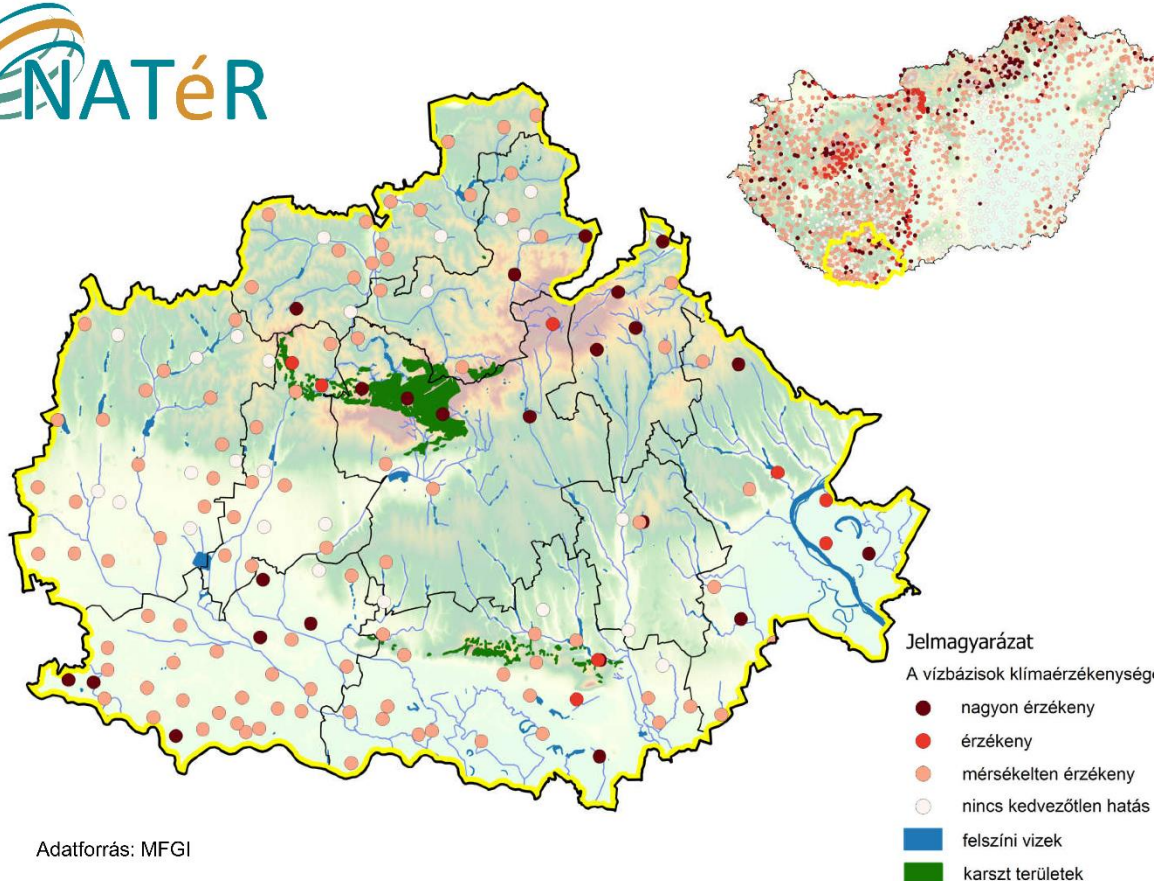 NATéR
Jelmagyarázat
A vízbázisok klímaérzékenysége
nagyon érzékeny
érzékeny
mérsékelten érzékeny
nincs kedvezőtlen hatás
felszíni vizek
karszt területek
Adatforrás: MFGI